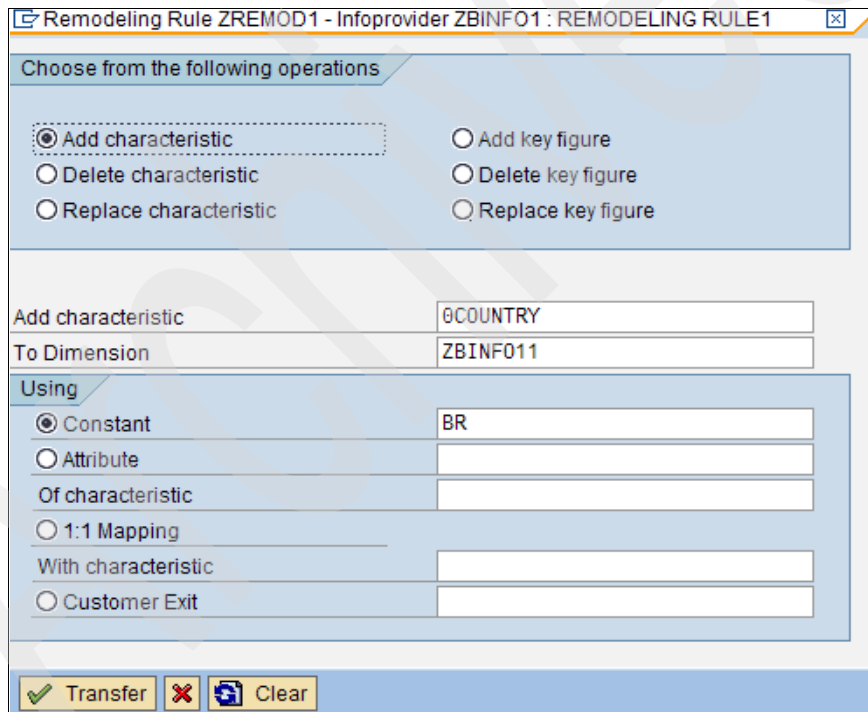 Remodeling Rule ZREMOD1 - Infoprovider ZBINFO1 : REMODELING RULE1
Choose from the following operations
Add characteristic Add key figure
Delete characteristic Delete key figure
Replace characteristic Replace key figure
Add characteristic 0COUNTRY
To Dimension ZBINFO11
Using
Constant BR
Attribute
Of characteristic
1:1 Mapping
With characteristic
Customer Exit
Transfer Clear